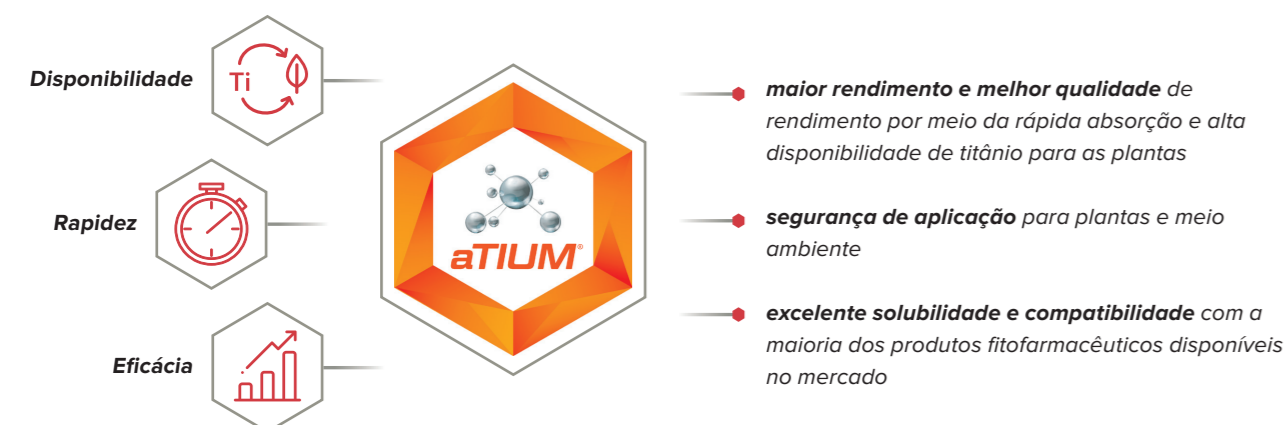 Disponibilidade
Ti
Rapidez
Eficácia
aTIUM®
maior rendimento e melhor qualidade de
rendimento por meio da rápida absorção e alta
disponibilidade de titânio para as plantas
segurança de aplicação para plantas e meio
ambiente
excelente solubilidade e compatibilidade com a
maioria dos produtos fitofarmacêuticos disponíveis
no mercado